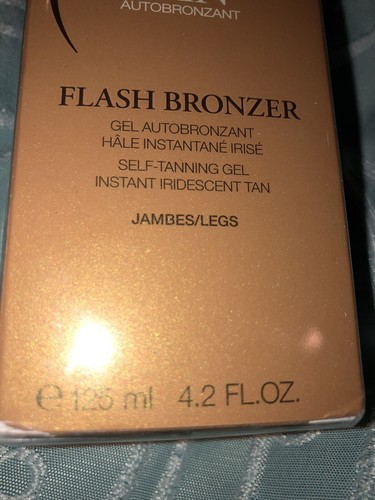 AUTOBRONZANT
FLASH BRONZER
GEL AUTOBRONZANT
HÂLE INSTANTANÉ IRISÉ
SELF-TANNING GEL
INSTANT IRIDESCENT TAN
JAMBES/LEGS
℮ 125 ml 4.2 FL.OZ.